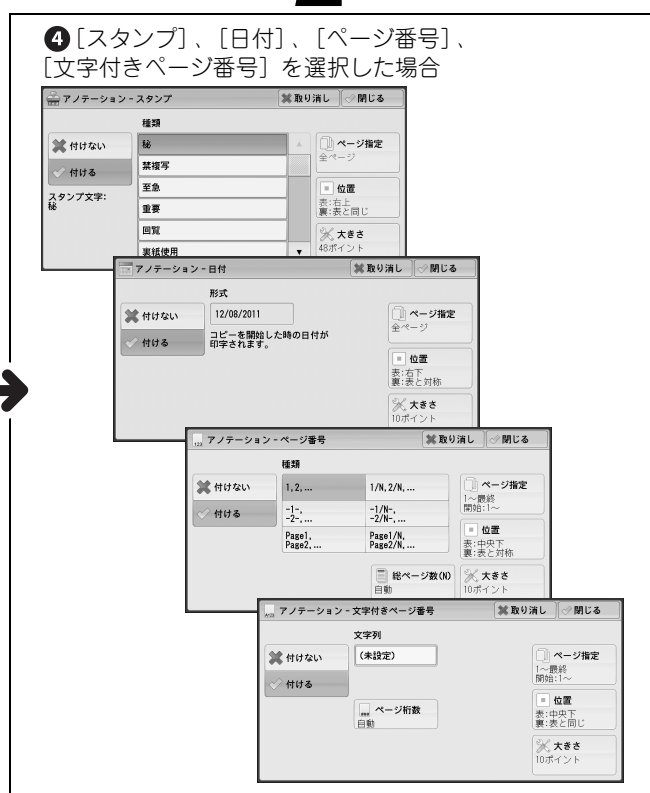 ❹[スタンプ]、[日付]、[ページ番号]、
[文字付きページ番号]を選択した場合
アノテーション - スタンプ
取り消し
閉じる
種類
付けない
付ける
スタンプ文字:
秘
秘
禁複写
至急
重要
回覧
裏紙使用
ページ指定
全ページ
位置
表:右上
裏:表と同じ
大きさ
48ポイント
アノテーション - 日付
取り消し
閉じる
形式
付けない
付ける
12/08/2011
コピーを開始した時の日付が
印字されます。
ページ指定
全ページ
位置
表:右下
裏:表と対称
大きさ
10ポイント
123
アノテーション - ページ番号
取り消し
閉じる
種類
付けない
付ける
1,2,...
1/N,2/N,...
-1-,
-2-,...
-1/N-,
-2/N-,...
Page1,
Page2,...
Page1/N,
Page2/N,...
総ページ数(N)
自動
ページ指定
1～最終
開始:1～
位置
表:中央下
裏:表と対称
大きさ
10ポイント
アノテーション - 文字付きページ番号
取り消し
閉じる
文字列
付けない
付ける
(未設定)
ページ桁数
自動
ページ指定
1～最終
開始:1～
位置
表:中央下
裏:表と同じ
大きさ
10ポイント